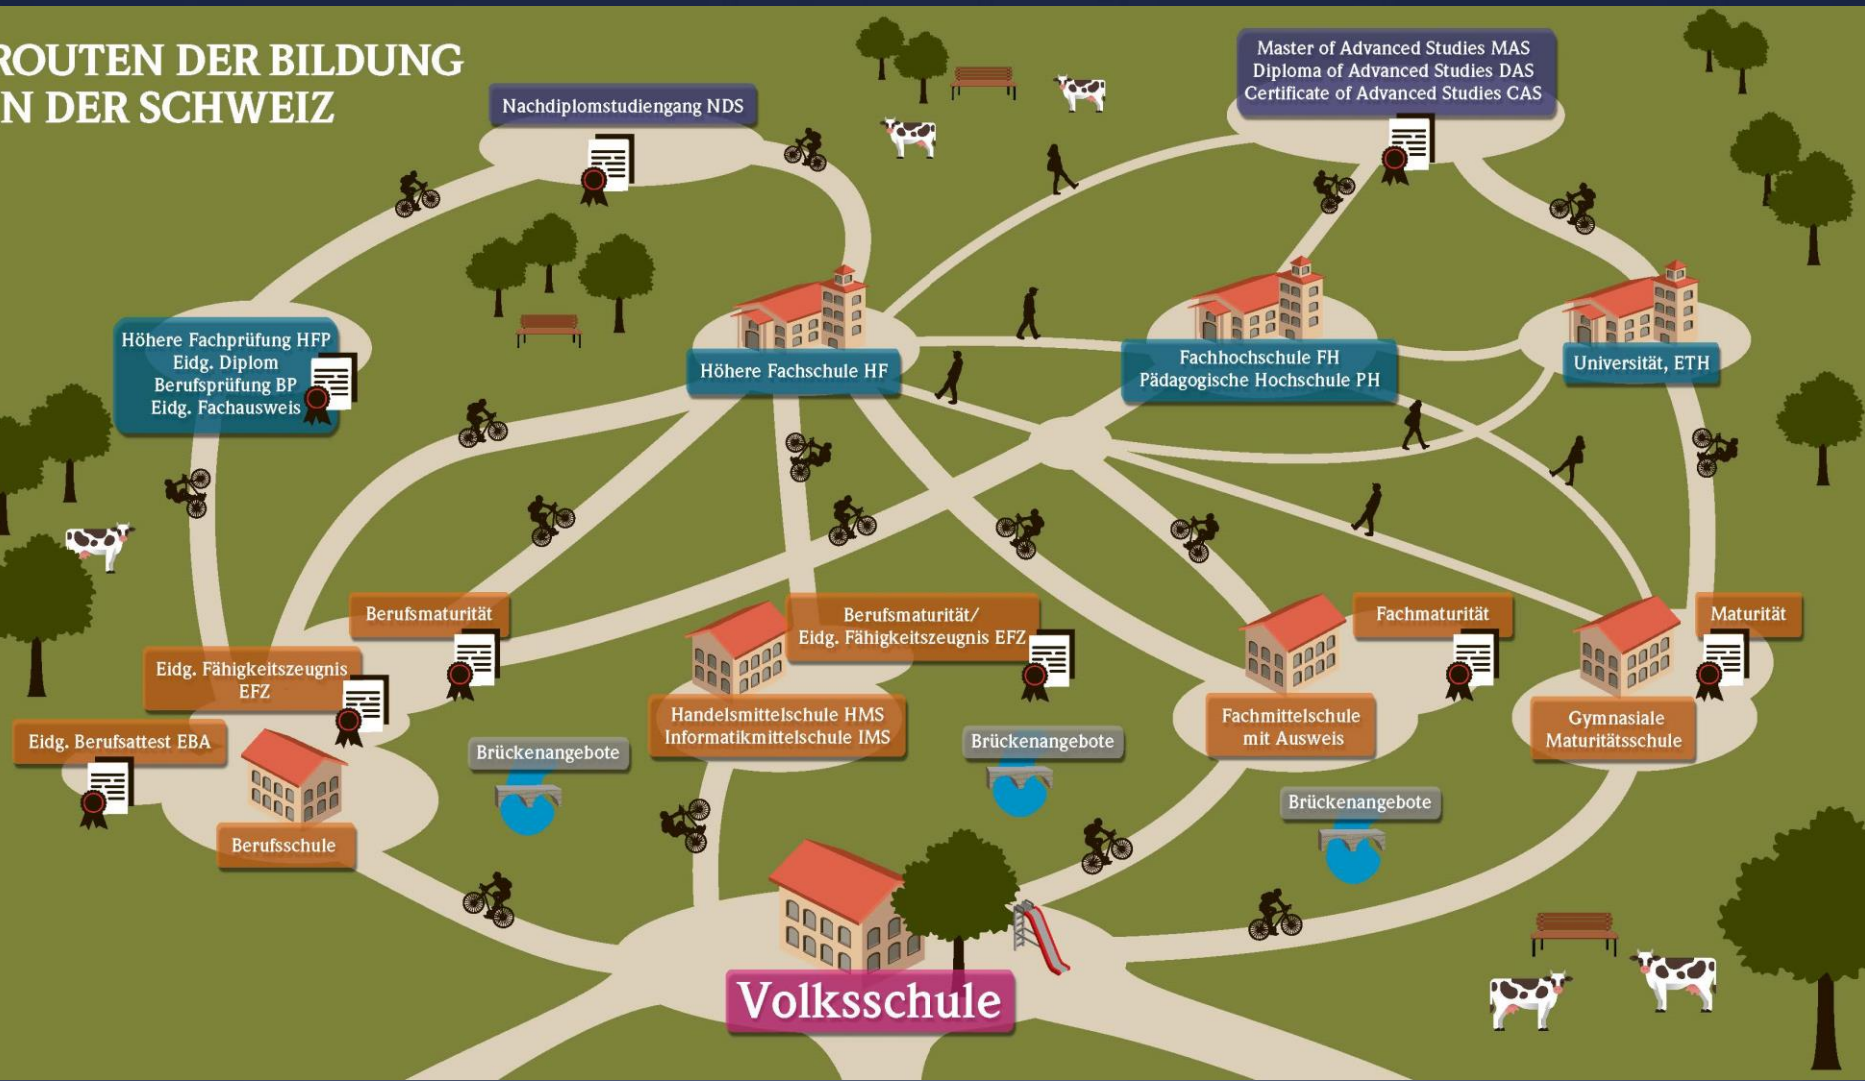 ROUTEN DER BILDUNG
N DER SCHWEIZ
Nachdiplomstudiengang NDS
Master of Advanced Studies MAS
Diploma of Advanced Studies DAS
Certificate of Advanced Studies CAS
Höhere Fachprüfung HFP
Eidg. Diplom
Berufsprüfung BP
Eidg. Fachausweis
Höhere Fachschule HF
Fachhochschule FH
Pädagogische Hochschule PH
Universität, ETH
Berufsmaturität
Berufsmaturität/
Eidg. Fähigkeitszeugnis EFZ
Fachmaturität
Maturität
Eidg. Fähigkeitszeugnis
EFZ
Eidg. Berufsattest EBA
Handelsmittelschule HMS
Informatikmittelschule IMS
Fachmittelschule
mit Ausweis
Gymnasiale
Maturitätsschule
Brückenangebote
Brückenangebote
Brückenangebote
Berufsschule
Volksschule